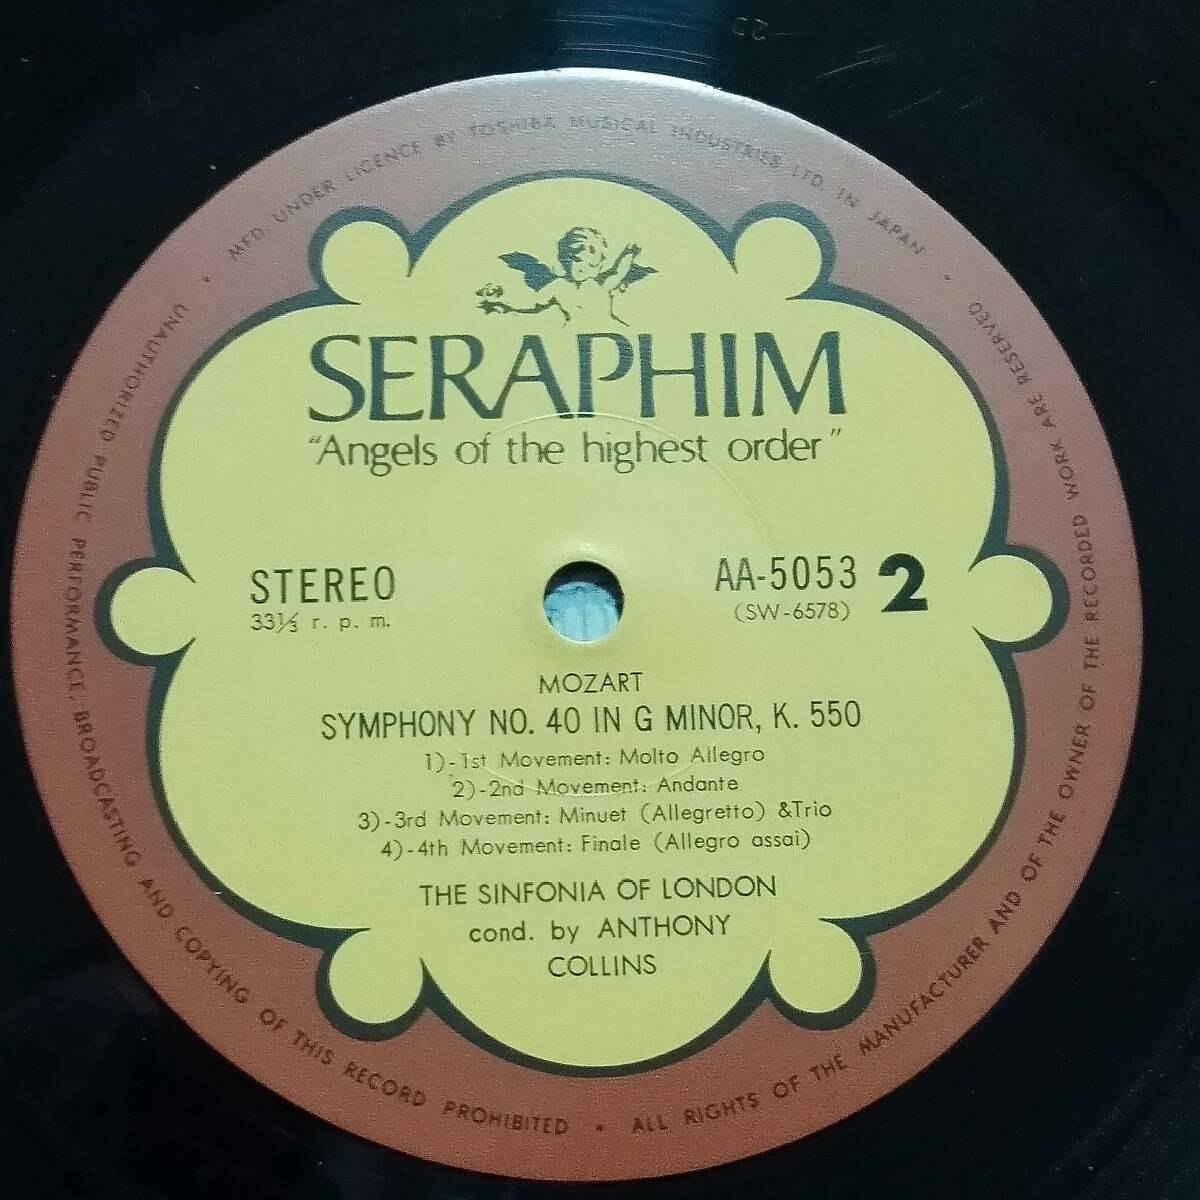 MFD. UNDER LICENCE BY TOSHIBA MUSICAL INDUSTRIES LTD. IN JAPAN •
SERAPHIM
“Angels of the highest order”
STEREO
33⅓ r. p. m.
AA-5053 2
(SW-6578)
MOZART
SYMPHONY NO. 40 IN G MINOR, K. 550
1)-1st Movement: Molto Allegro
2)-2nd Movement: Andante
3)-3rd Movement: Minuet (Allegretto) &Trio
4)-4th Movement: Finale (Allegro assai)
THE SINFONIA OF LONDON
cond. by ANTHONY
COLLINS
UNAUTHORIZED PUBLIC PERFORMANCE, BROADCASTING AND COPYING OF THIS RECORD PROHIBITED •
ALL RIGHTS OF THE MANUFACTURER AND OF THE OWNER OF THE RECORDED WORK ARE RESERVED •